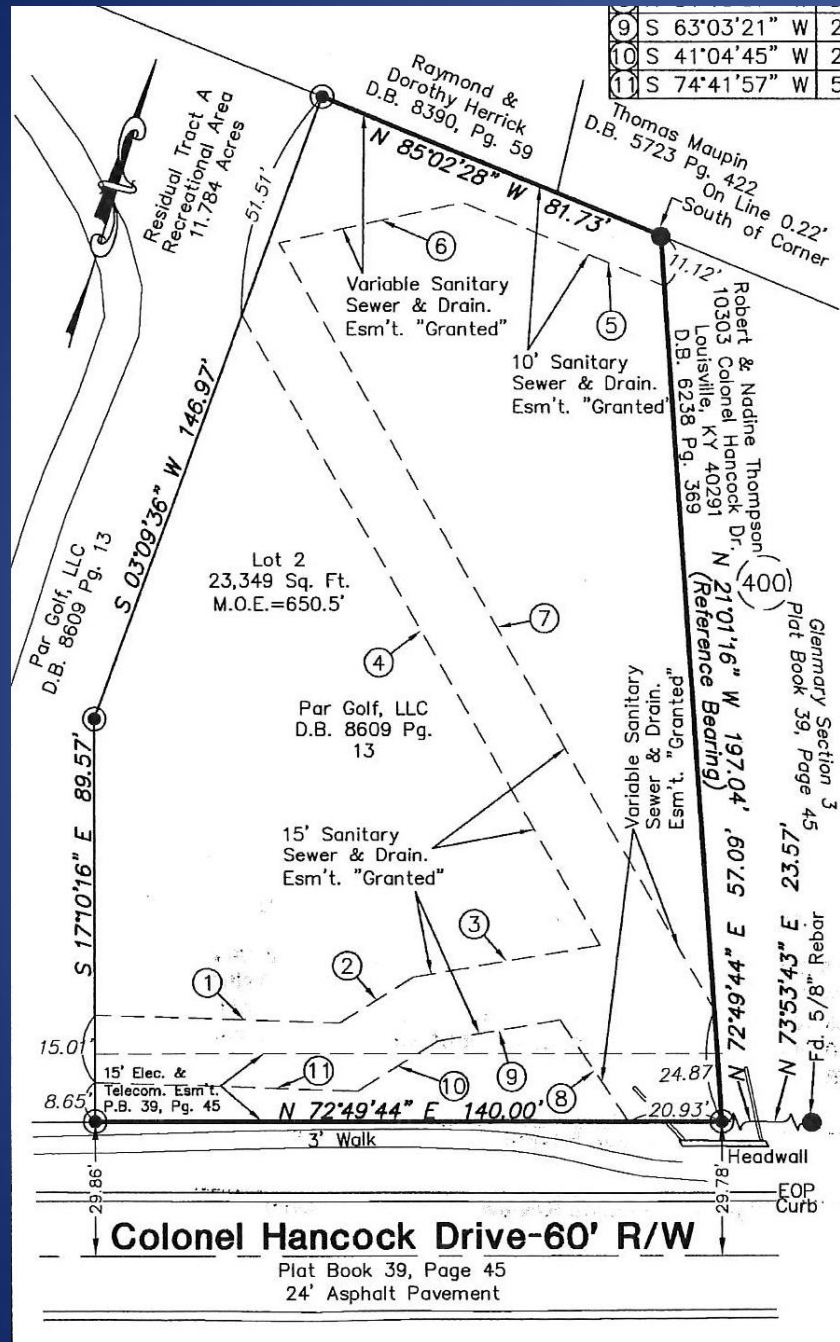 ⑨ S 63°03'21" W 2
⑩ S 41°04'45" W 2
⑪ S 74°41'57" W 5
Raymond &
Dorothy Herrick
D.B. 8390, Pg. 59
Thomas Maupin
D.B. 5723 Pg. 422
On Line 0.22'
South of Corner
N 85°02'28" W 81.73'
Residual Tract A
Recreational Area
11.784 Acres
51.51'
⑥
Variable Sanitary
Sewer & Drain.
Esm't. "Granted"
⑤
11.12'
10' Sanitary
Sewer & Drain.
Esm't. "Granted"
Robert & Nadine Thompson
10303 Colonel Hancock Dr.
Louisville, KY 40291
D.B. 6238 Pg. 369
400
S 03°09'36" W 146.97'
N 21°01'16" W 197.04'
(Reference Bearing)
Glenmary Section 3
Plat Book 39, Page 45
Par Golf, LLC
D.B. 8609 Pg. 13
Lot 2
23,349 Sq. Ft.
M.O.E.=650.5'
④
⑦
Par Golf, LLC
D.B. 8609 Pg.
13
Variable Sanitary
Sewer & Drain.
Esm't. "Granted"
S 17°10'16" E 89.57'
15' Sanitary
Sewer & Drain.
Esm't. "Granted"
①
②
③
N 72°49'44" E 57.09'
N 73°53'43" E 23.57'
Fd. 5/8" Rebar
15.01'
15' Elec. &
Telecom. Esm't.
P.B. 39, Pg. 45
8.65'
⑪
⑩
⑨
⑧
24.87
20.93'
N 72°49'44" E 140.00'
3' Walk
Headwall
29.86'
29.78'
EOP
Curb
Colonel Hancock Drive-60' R/W
Plat Book 39, Page 45
24' Asphalt Pavement